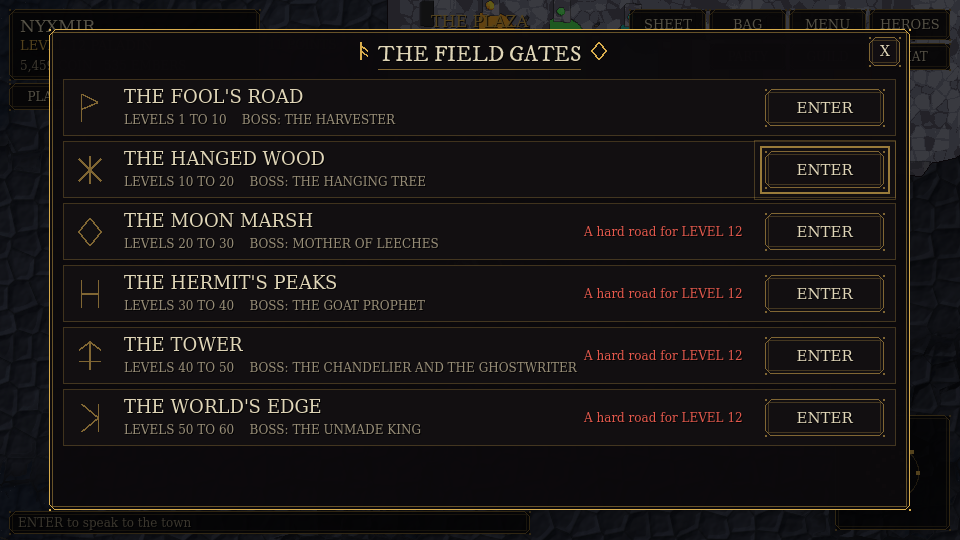 NYXMIR
THE PLAZA
SHEET
BAG
MENU
HEROES
THE FIELD GATES
X
THE FOOL'S ROAD
LEVELS 1 TO 10 BOSS: THE HARVESTER
ENTER
THE HANGED WOOD
LEVELS 10 TO 20 BOSS: THE HANGING TREE
ENTER
THE MOON MARSH
LEVELS 20 TO 30 BOSS: MOTHER OF LEECHES
A hard road for LEVEL 12
ENTER
THE HERMIT'S PEAKS
LEVELS 30 TO 40 BOSS: THE GOAT PROPHET
A hard road for LEVEL 12
ENTER
THE TOWER
LEVELS 40 TO 50 BOSS: THE CHANDELIER AND THE GHOSTWRITER
A hard road for LEVEL 12
ENTER
THE WORLD'S EDGE
LEVELS 50 TO 60 BOSS: THE UNMADE KING
A hard road for LEVEL 12
ENTER
ENTER to speak to the town